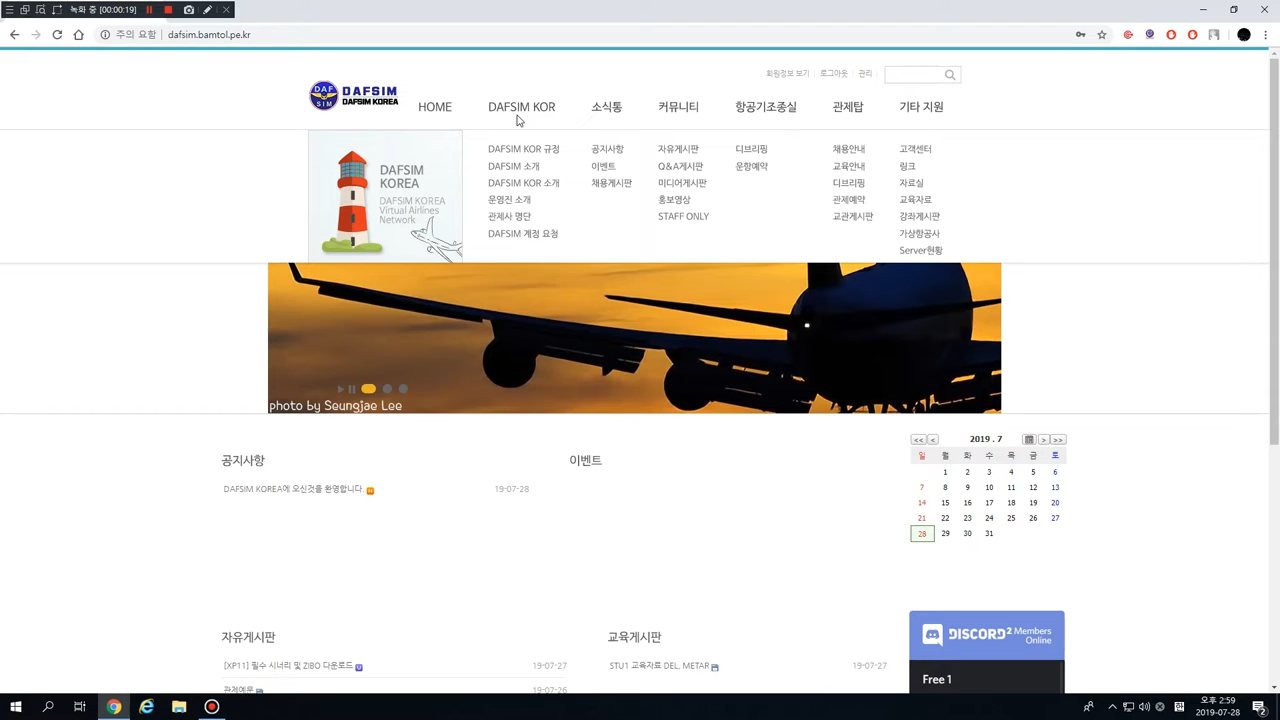 녹화 중 [00:00:19]
주의 요함 dafsim.bamtol.pe.kr
회원정보 보기 로그아웃 관리
DAF SIM DAFSIM DAFSIM KOREA
HOME DAFSIM KOR 소식통 커뮤니티 항공기조종실 관제탑 기타 지원
DAFSIM KOREA
DAFSIM KOREA
Virtual Airlines
Network
DAFSIM KOR 규정
DAFSIM 소개
DAFSIM KOR 소개
운영진 소개
관제사 명단
DAFSIM 계정 요청
공지사항
이벤트
채용게시판
자유게시판
Q&A게시판
미디어게시판
홍보영상
STAFF ONLY
디브리핑
운항예약
채용안내
교육안내
디브리핑
관제예약
교관게시판
고객센터
링크
자료실
교육자료
강좌게시판
가상항공사
Server현황
photo by Seungjae Lee
공지사항
DAFSIM KOREA에 오신것을 환영합니다. 19-07-28
이벤트
<< < 2019 . 7 > >>
일 월 화 수 목 금 토
1 2 3 4 5 6
7 8 9 10 11 12 13
14 15 16 17 18 19 20
21 22 23 24 25 26 27
28 29 30 31
자유게시판
[XP11] 필수 시너리 및 ZIBO 다운로드 19-07-27
관제예문 19-07-26
교육게시판
STU1 교육자료 DEL, METAR 19-07-27
DISCORD 2 Members Online
Free 1
오후 2:59
2019-07-28